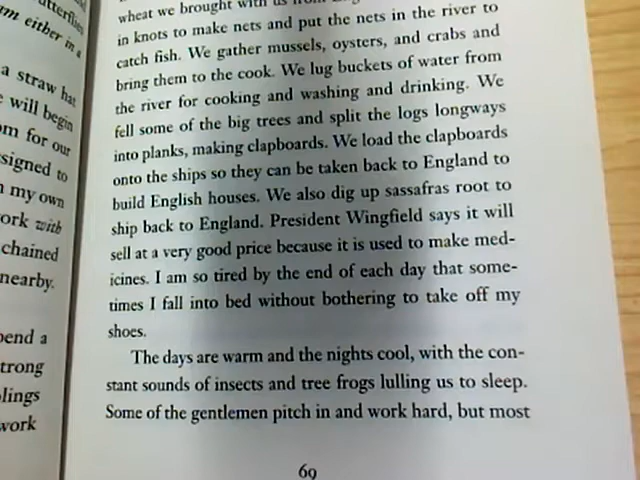 utterflies
rm either in a
a straw hat
e will begin
om for our
signed to
n my own
ork with
chained
nearby.
pend a
trong
lings
work
wheat we brought with us from
in knots to make nets and put the nets in the river to
catch fish. We gather mussels, oysters, and crabs and
bring them to the cook. We lug buckets of water from
the river for cooking and washing and drinking. We
fell some of the big trees and split the logs longways
into planks, making clapboards. We load the clapboards
onto the ships so they can be taken back to England to
build English houses. We also dig up sassafras root to
ship back to England. President Wingfield says it will
sell at a very good price because it is used to make med-
icines. I am so tired by the end of each day that some-
times I fall into bed without bothering to take off my
shoes.
The days are warm and the nights cool, with the con-
stant sounds of insects and tree frogs lulling us to sleep.
Some of the gentlemen pitch in and work hard, but most
69